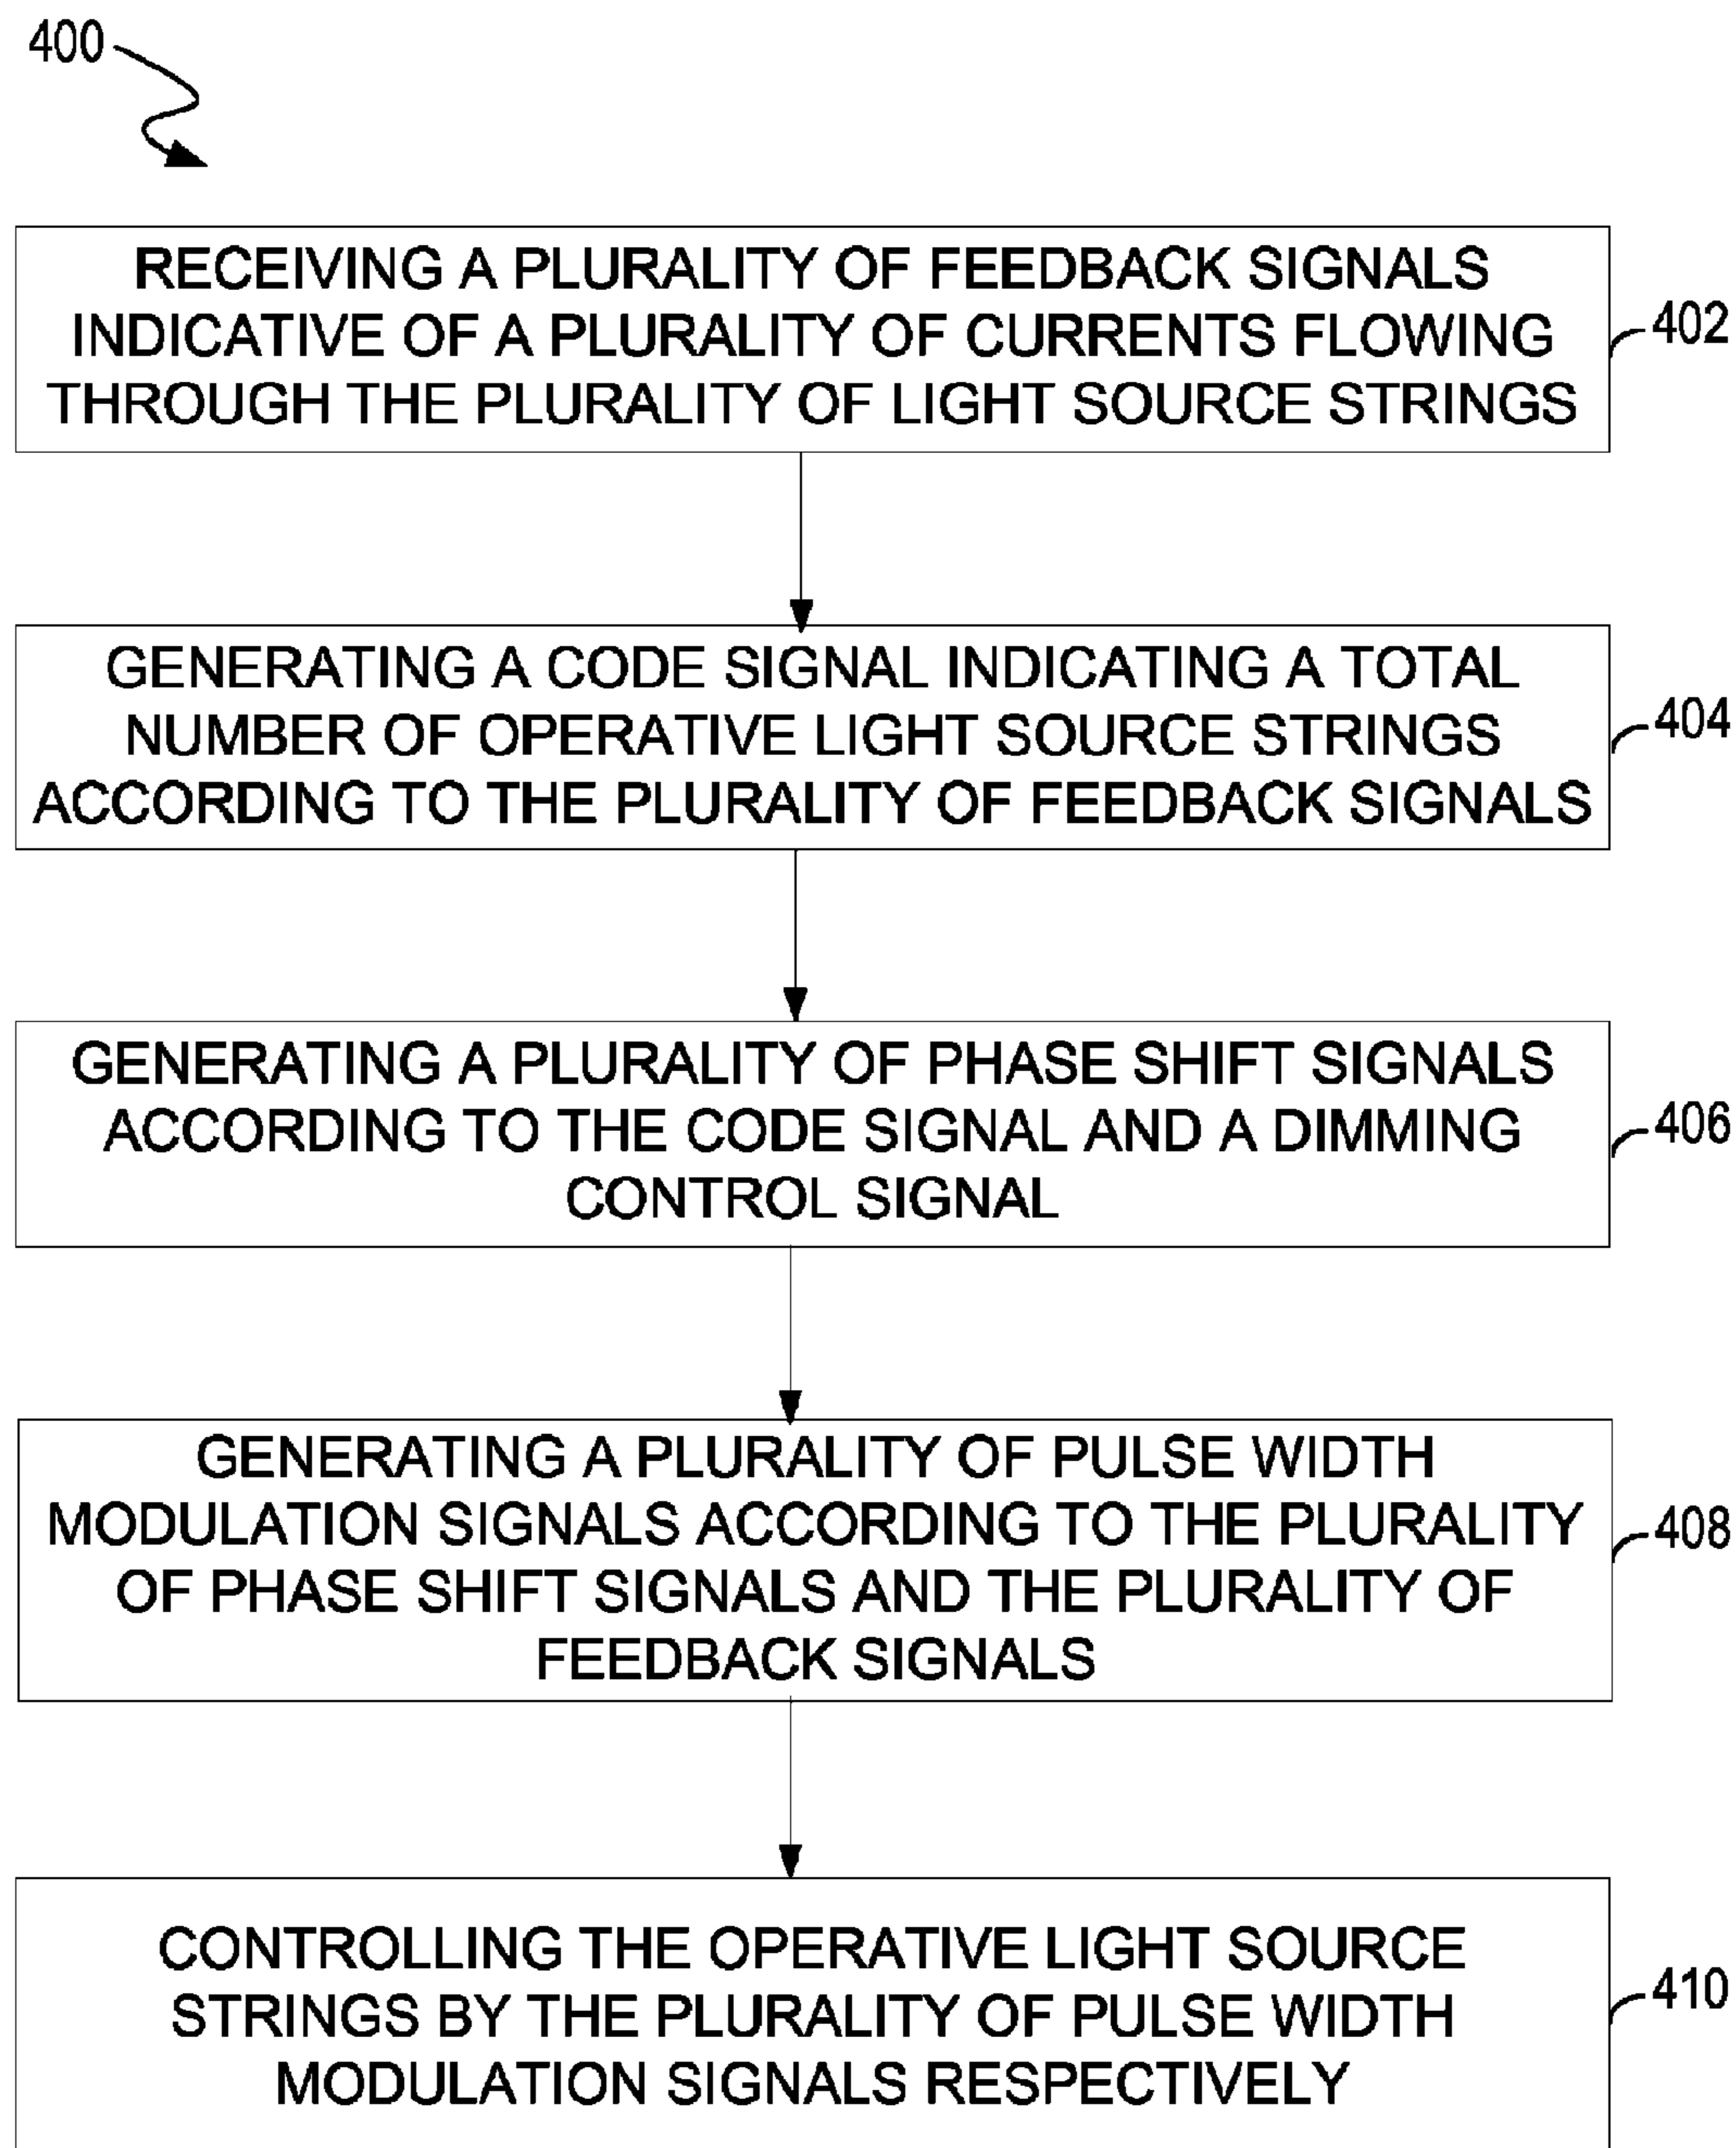 400
RECEIVING A PLURALITY OF FEEDBACK SIGNALS
INDICATIVE OF A PLURALITY OF CURRENTS FLOWING
THROUGH THE PLURALITY OF LIGHT SOURCE STRINGS
402
GENERATING A CODE SIGNAL INDICATING A TOTAL
NUMBER OF OPERATIVE LIGHT SOURCE STRINGS
ACCORDING TO THE PLURALITY OF FEEDBACK SIGNALS
404
GENERATING A PLURALITY OF PHASE SHIFT SIGNALS
ACCORDING TO THE CODE SIGNAL AND A DIMMING
CONTROL SIGNAL
406
GENERATING A PLURALITY OF PULSE WIDTH
MODULATION SIGNALS ACCORDING TO THE PLURALITY
OF PHASE SHIFT SIGNALS AND THE PLURALITY OF
FEEDBACK SIGNALS
408
CONTROLLING THE OPERATIVE LIGHT SOURCE
STRINGS BY THE PLURALITY OF PULSE WIDTH
MODULATION SIGNALS RESPECTIVELY
410